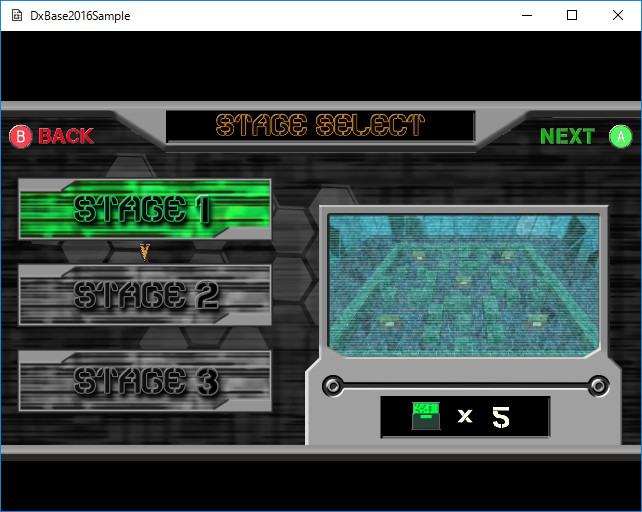 DxBase2016Sample
STAGE SELECT
B BACK
NEXT A
STAGE 1
STAGE 2
STAGE 3
x 5